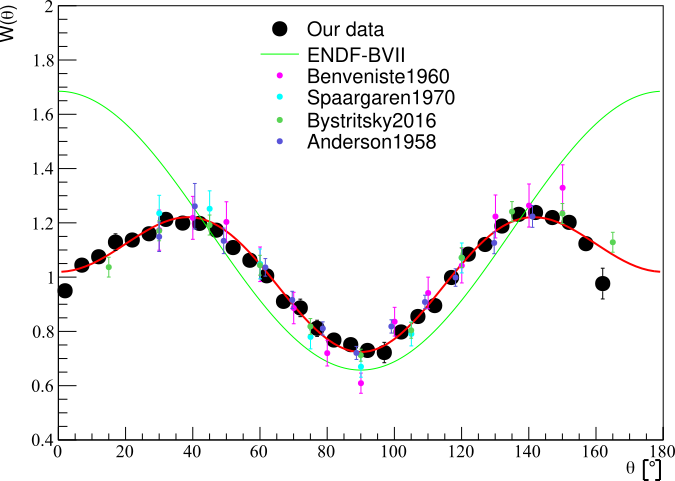 W(θ)
2
1.8
1.6
1.4
1.2
1
0.8
0.6
0.4
Our data
ENDF-BVII
Benveniste1960
Spaargaren1970
Bystritsky2016
Anderson1958
0 20 40 60 80 100 120 140 160 180
θ [°]